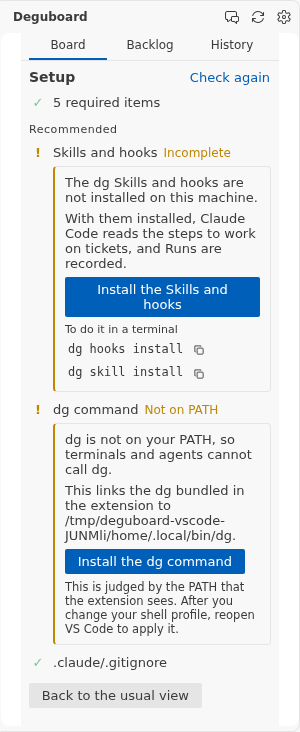 Deguboard
Board
Backlog
History
Setup
Check again
✓ 5 required items
Recommended
! Skills and hooks Incomplete
The dg Skills and hooks are
not installed on this machine.
With them installed, Claude
Code reads the steps to work
on tickets, and Runs are
recorded.
Install the Skills and
hooks
To do it in a terminal
dg hooks install
dg skill install
! dg command Not on PATH
dg is not on your PATH, so
terminals and agents cannot
call dg.
This links the dg bundled in
the extension to
/tmp/deguboard-vscode-
JUNMli/home/.local/bin/dg.
Install the dg command
This is judged by the PATH that
the extension sees. After you
change your shell profile, reopen
VS Code to apply it.
✓ .claude/.gitignore
Back to the usual view